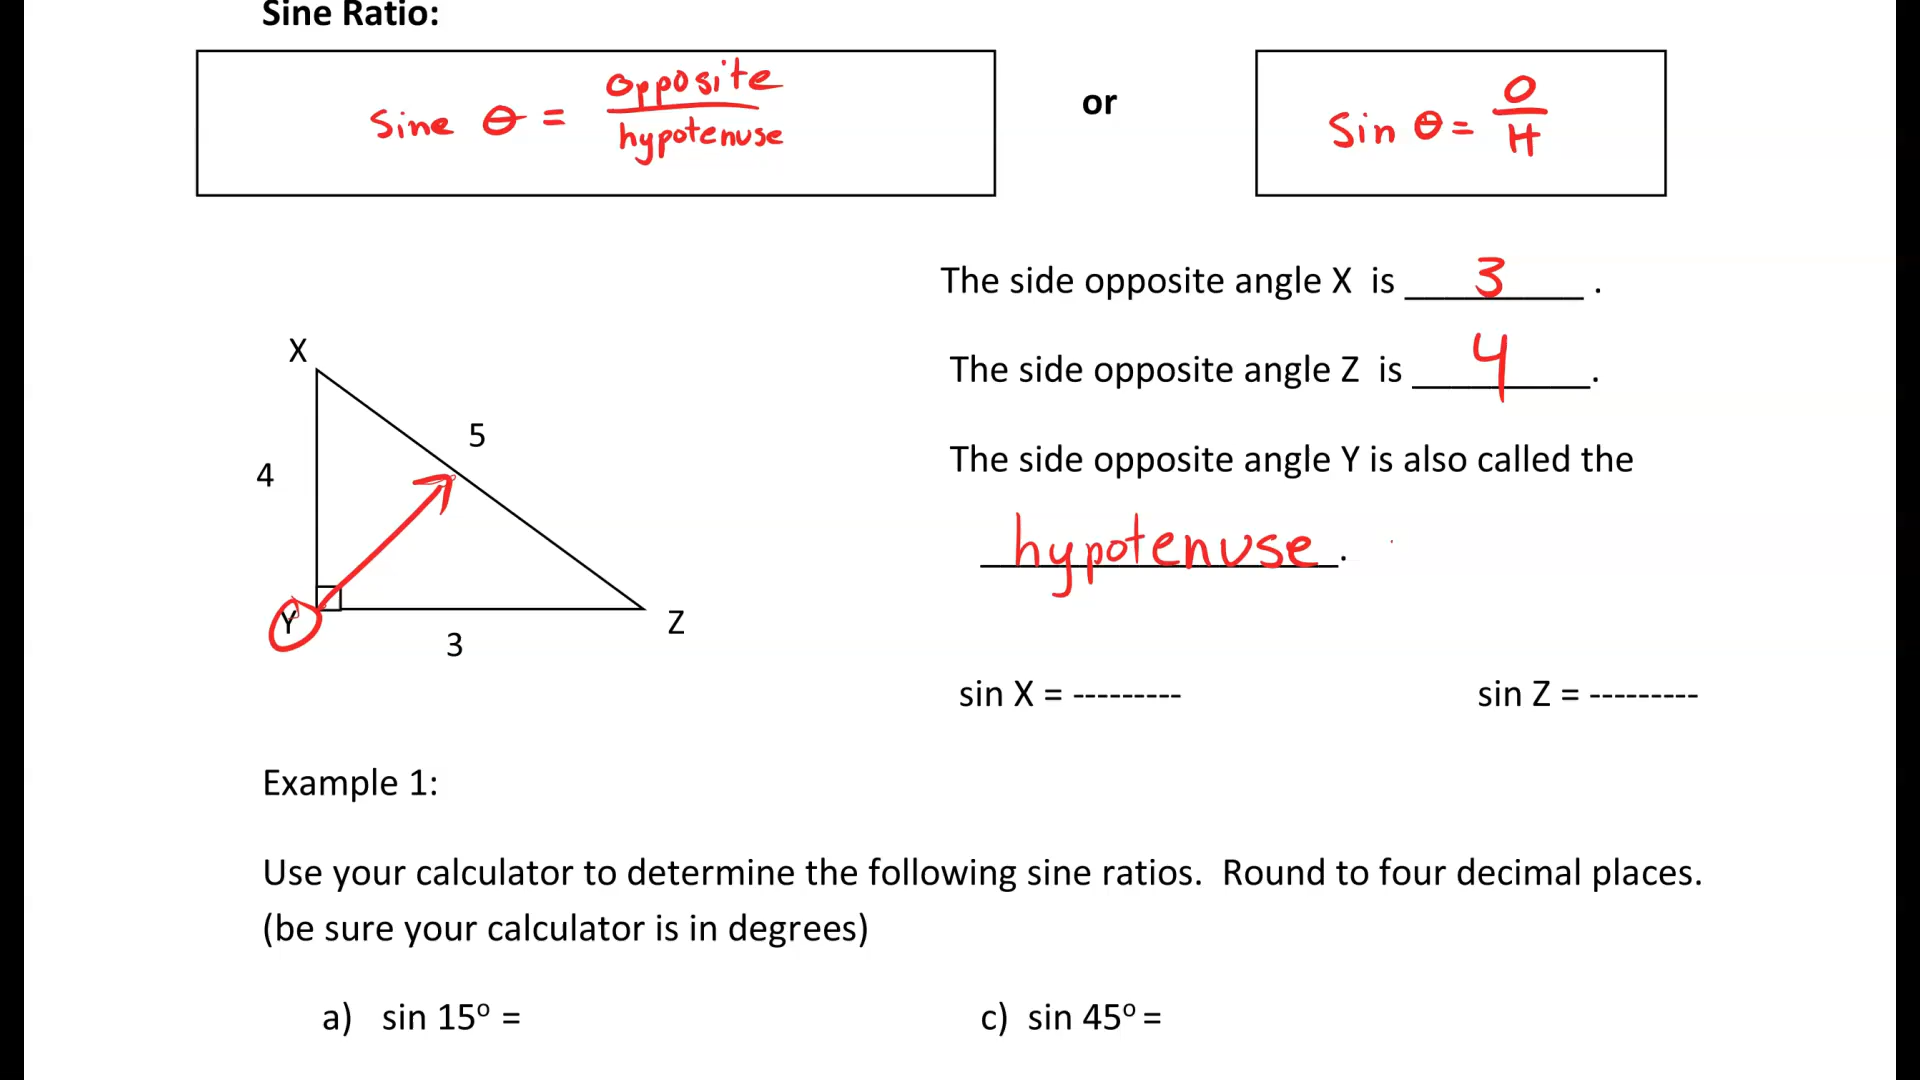 Sine Ratio:
Sine θ = opposite / hypotenuse
or
Sin θ = O / H
The side opposite angle X is 3 .
The side opposite angle Z is 4 .
The side opposite angle Y is also called the
hypotenuse .
X
5
4
Y
Z
3
sin X = --------- sin Z = ---------
Example 1:
Use your calculator to determine the following sine ratios. Round to four decimal places.
(be sure your calculator is in degrees)
a) sin 15º =
c) sin 45º =